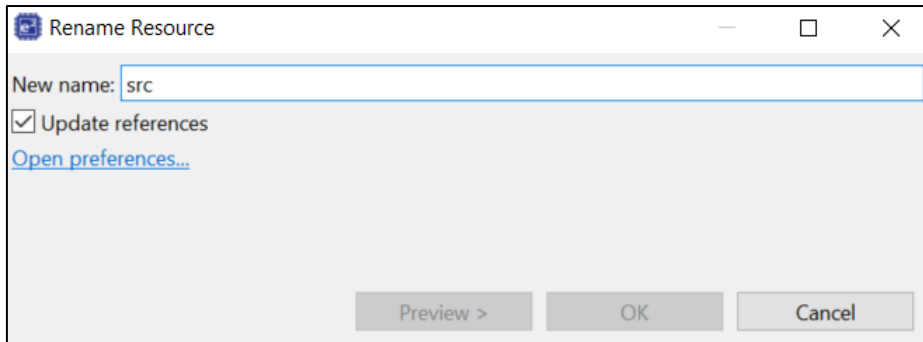 Rename Resource
New name: src
Update references
Open preferences...
Preview > OK Cancel